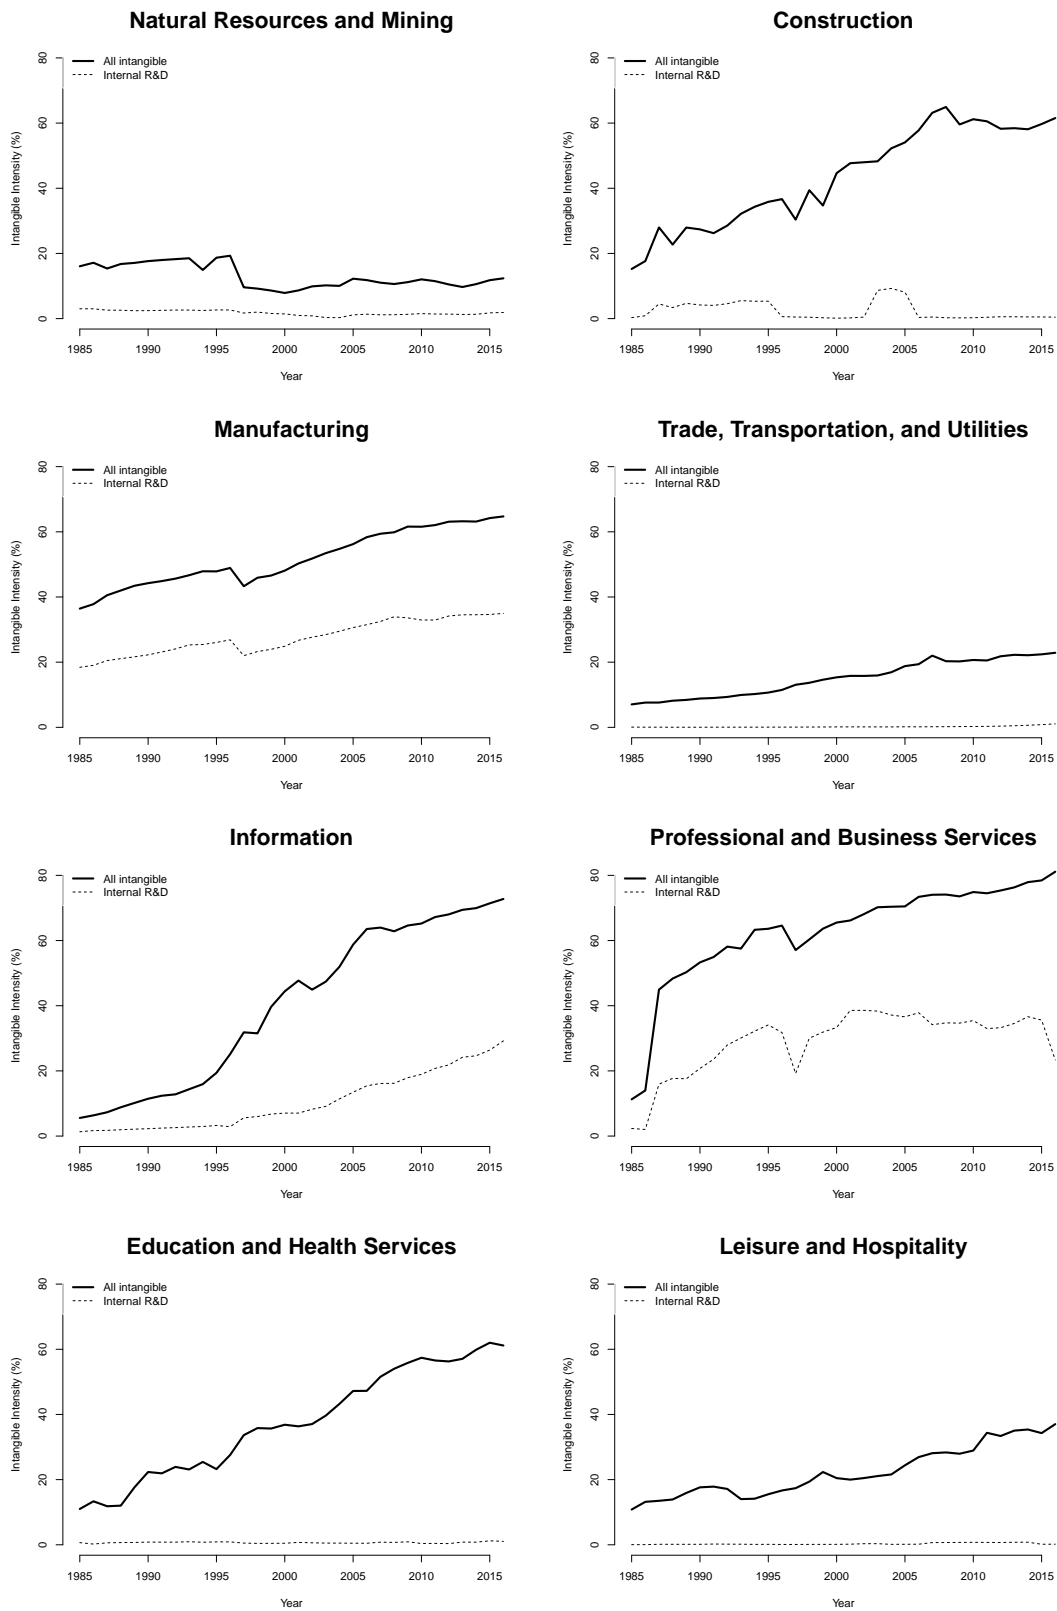 Natural Resources and Mining
All intangible
Internal R&D
Intangible Intensity (%)
80
60
40
20
0
1985 1990 1995 2000 2005 2010 2015
Year
Construction
All intangible
Internal R&D
Intangible Intensity (%)
80
60
40
20
0
1985 1990 1995 2000 2005 2010 2015
Year
Manufacturing
All intangible
Internal R&D
Intangible Intensity (%)
80
60
40
20
0
1985 1990 1995 2000 2005 2010 2015
Year
Trade, Transportation, and Utilities
All intangible
Internal R&D
Intangible Intensity (%)
80
60
40
20
0
1985 1990 1995 2000 2005 2010 2015
Year
Information
All intangible
Internal R&D
Intangible Intensity (%)
80
60
40
20
0
1985 1990 1995 2000 2005 2010 2015
Year
Professional and Business Services
All intangible
Internal R&D
Intangible Intensity (%)
80
60
40
20
0
1985 1990 1995 2000 2005 2010 2015
Year
Education and Health Services
All intangible
Internal R&D
Intangible Intensity (%)
80
60
40
20
0
1985 1990 1995 2000 2005 2010 2015
Year
Leisure and Hospitality
All intangible
Internal R&D
Intangible Intensity (%)
80
60
40
20
0
1985 1990 1995 2000 2005 2010 2015
Year